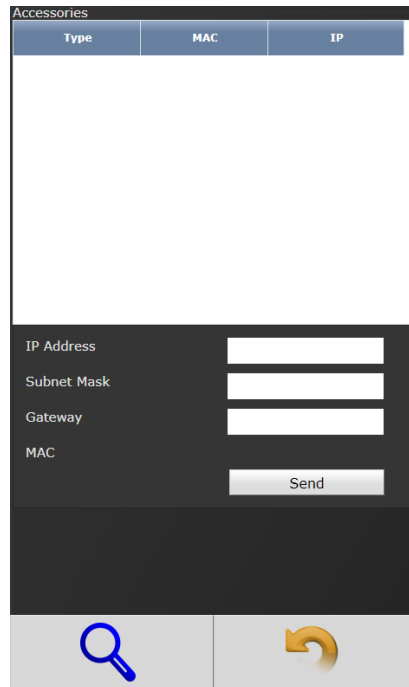 Accessories
Type MAC IP
IP Address
Subnet Mask
Gateway
MAC
Send